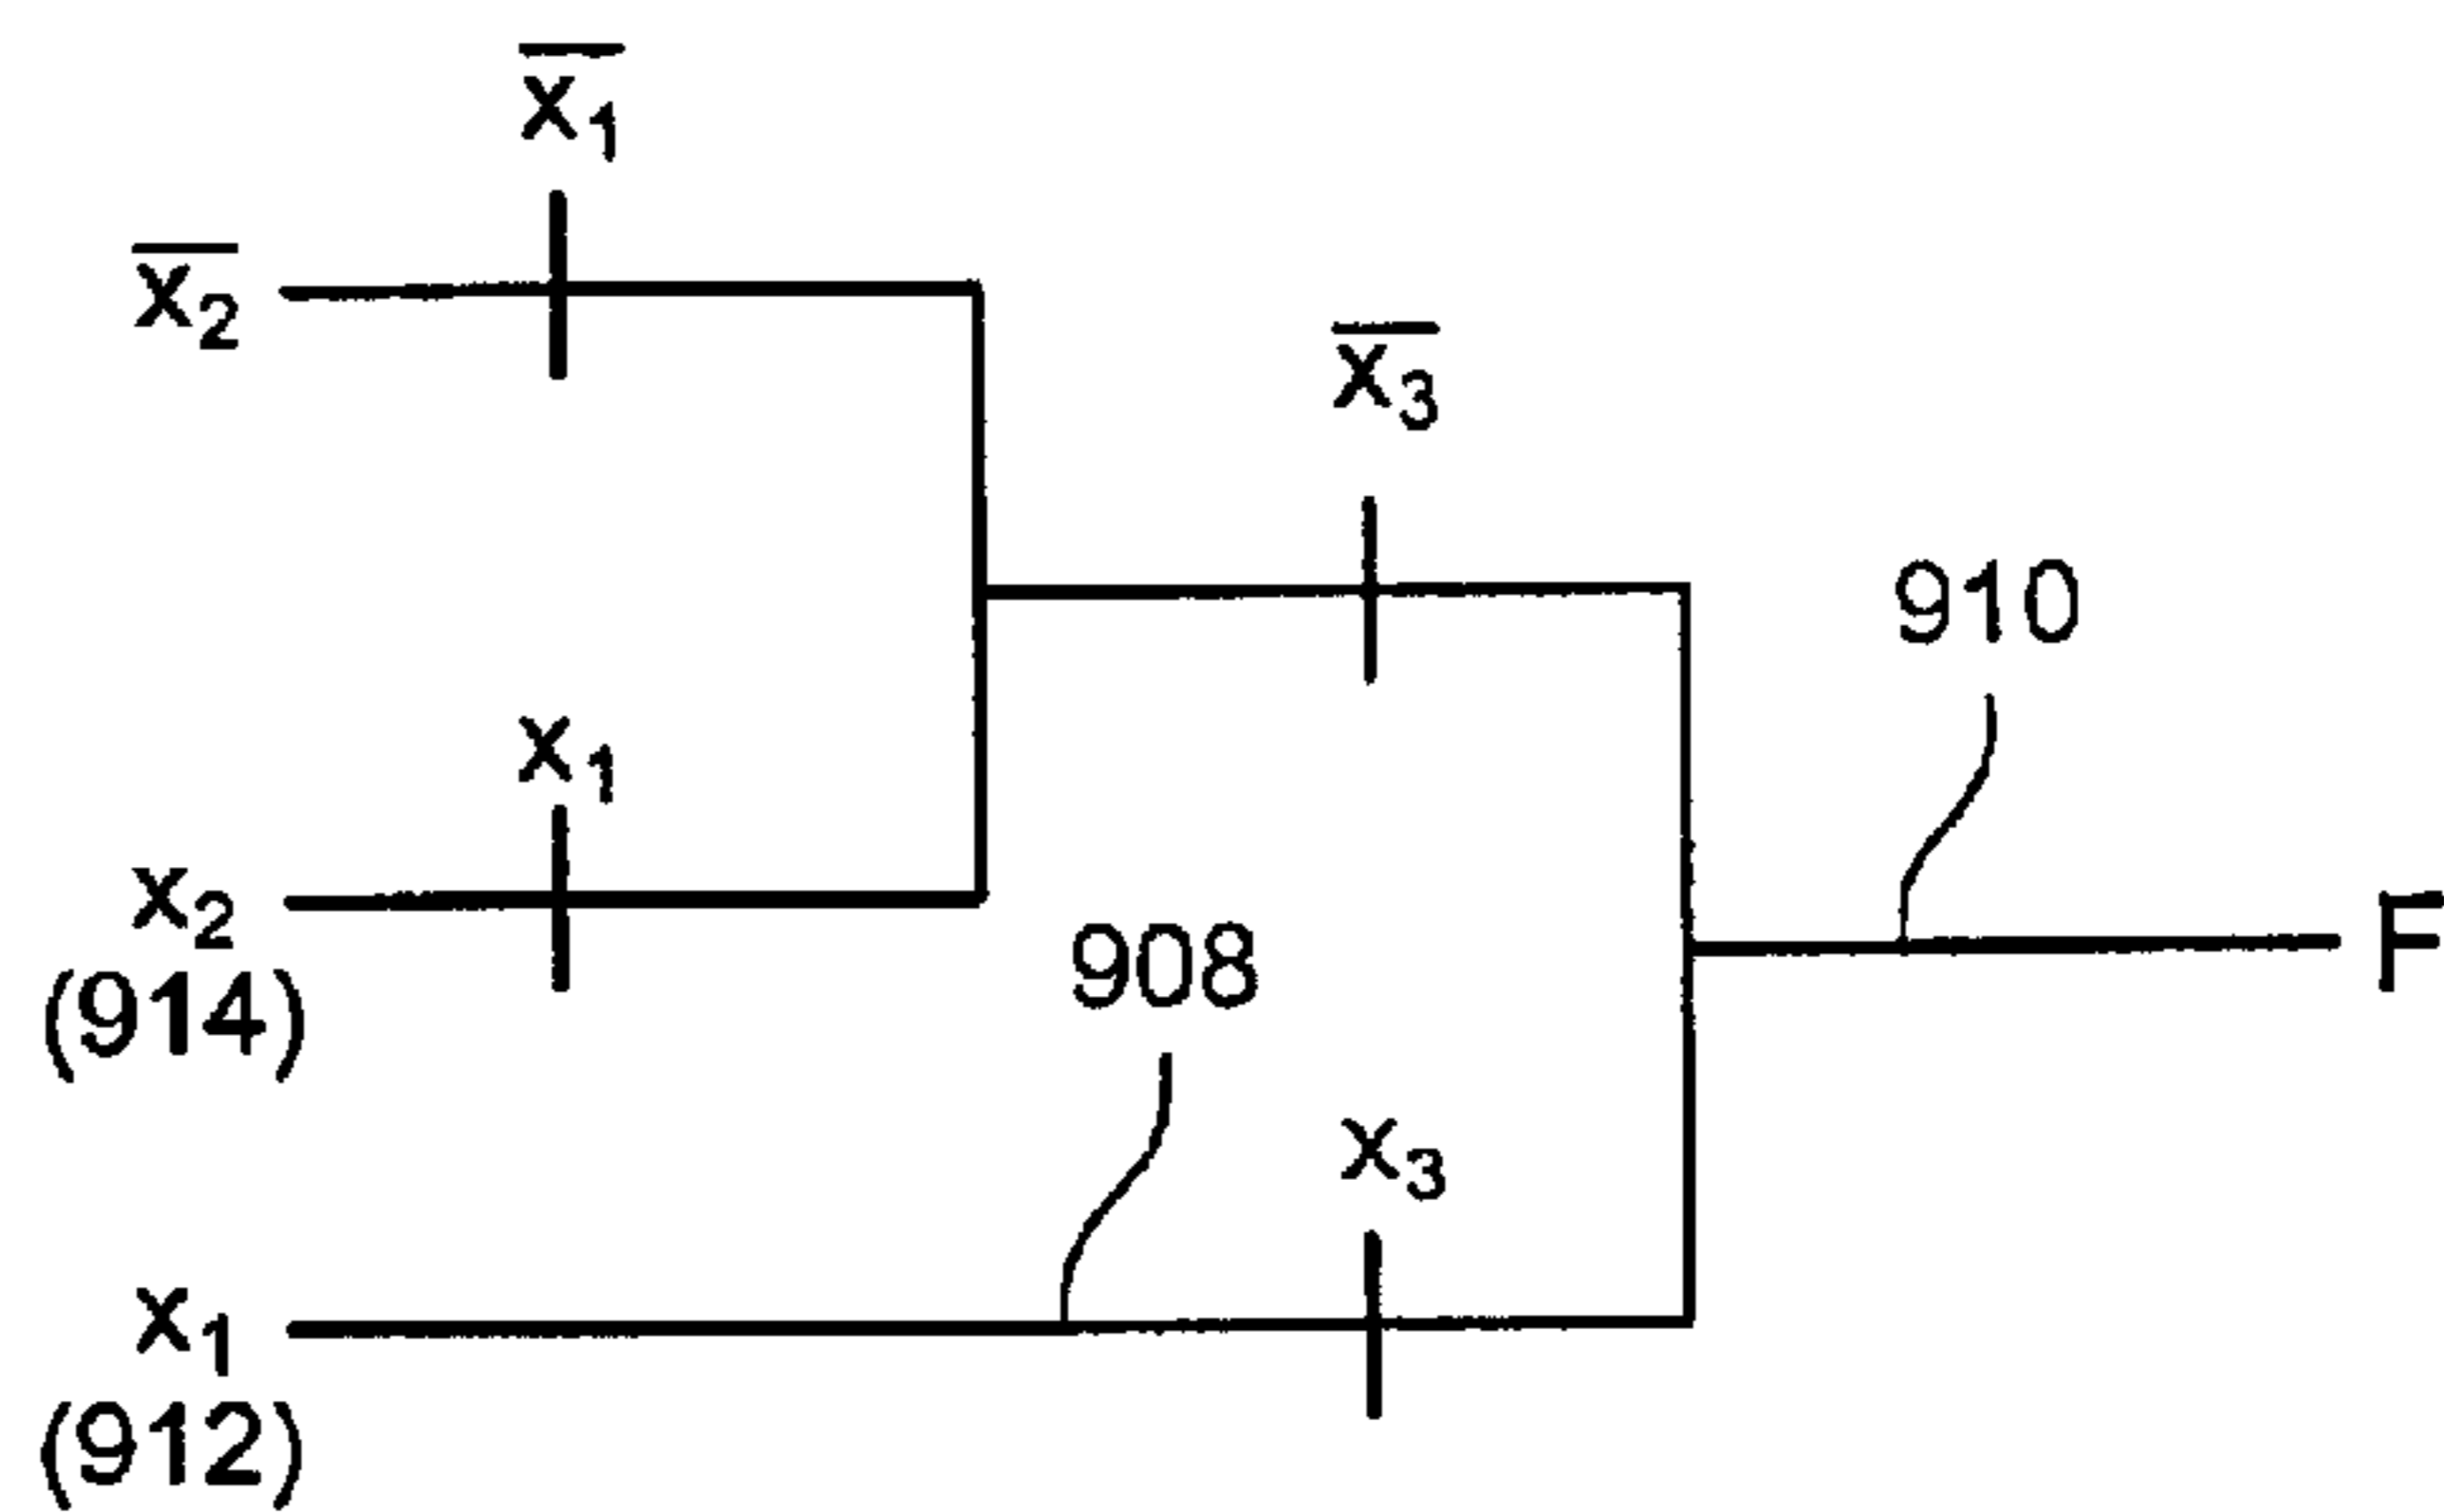 x̅₁
x̅₂
x̅₃
910
x₁
x₂
(914)
908
F
x₃
x₁
(912)